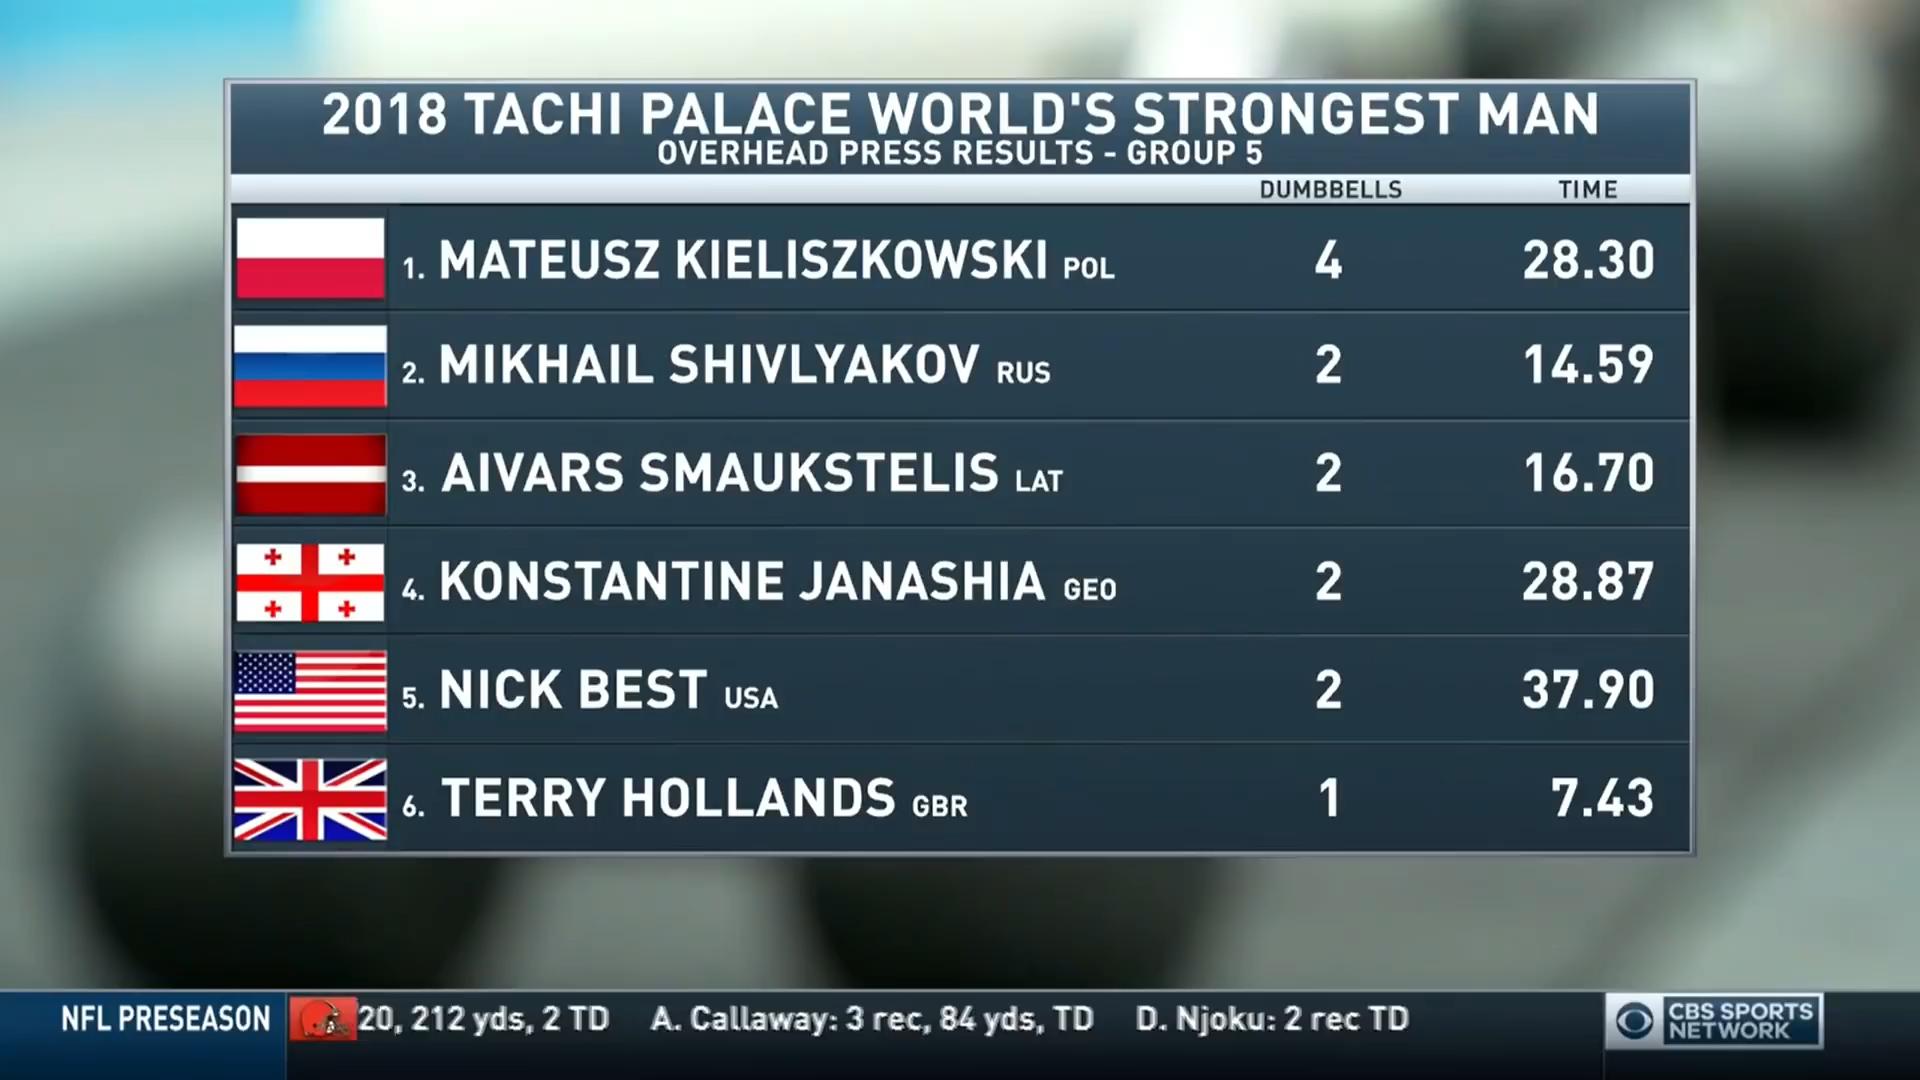 2018 TACHI PALACE WORLD'S STRONGEST MAN
OVERHEAD PRESS RESULTS - GROUP 5
DUMBBELLS TIME
1. MATEUSZ KIELISZKOWSKI POL 4 28.30
2. MIKHAIL SHIVLYAKOV RUS 2 14.59
3. AIVARS SMAUKSTELIS LAT 2 16.70
4. KONSTANTINE JANASHIA GEO 2 28.87
5. NICK BEST USA 2 37.90
6. TERRY HOLLANDS GBR 1 7.43
NFL PRESEASON 20, 212 yds, 2 TD A. Callaway: 3 rec, 84 yds, TD D. Njoku: 2 rec TD
CBS SPORTS
NETWORK